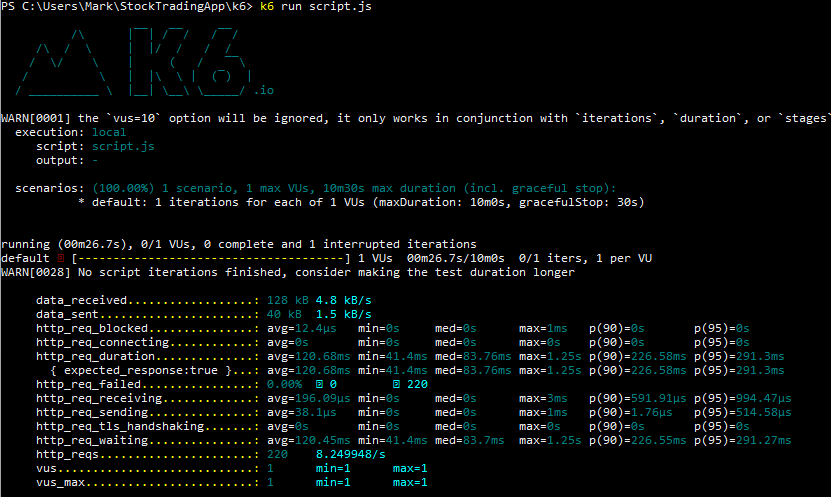 PS C:\Users\Mark\StockTradingApp\k6> k6 run script.js
.io
WARN[0001] the `vus=10` option will be ignored, it only works in conjunction with `iterations`, `duration`, or `stages`
execution: local
script: script.js
output: -
scenarios: (100.00%) 1 scenario, 1 max VUs, 10m30s max duration (incl. graceful stop):
* default: 1 iterations for each of 1 VUs (maxDuration: 10m0s, gracefulStop: 30s)
running (00m26.7s), 0/1 VUs, 0 complete and 1 interrupted iterations
default [--------------------------------------] 1 VUs 00m26.7s/10m0s 0/1 iters, 1 per VU
WARN[0028] No script iterations finished, consider making the test duration longer
data_received..................: 128 kB 4.8 kB/s
data_sent......................: 40 kB 1.5 kB/s
http_req_blocked...............: avg=12.4µs min=0s med=0s max=1ms p(90)=0s p(95)=0s
http_req_connecting............: avg=0s min=0s med=0s max=0s p(90)=0s p(95)=0s
http_req_duration..............: avg=120.68ms min=41.4ms med=83.76ms max=1.25s p(90)=226.58ms p(95)=291.3ms
{ expected_response:true }...: avg=120.68ms min=41.4ms med=83.76ms max=1.25s p(90)=226.58ms p(95)=291.3ms
http_req_failed................: 0.00% 0 220
http_req_receiving.............: avg=196.09µs min=0s med=0s max=3ms p(90)=591.91µs p(95)=994.47µs
http_req_sending...............: avg=38.1µs min=0s med=0s max=1ms p(90)=1.76µs p(95)=514.58µs
http_req_tls_handshaking.......: avg=0s min=0s med=0s max=0s p(90)=0s p(95)=0s
http_req_waiting...............: avg=120.45ms min=41.4ms med=83.7ms max=1.25s p(90)=226.55ms p(95)=291.27ms
http_reqs......................: 220 8.249948/s
vus............................: 1 min=1 max=1
vus_max........................: 1 min=1 max=1